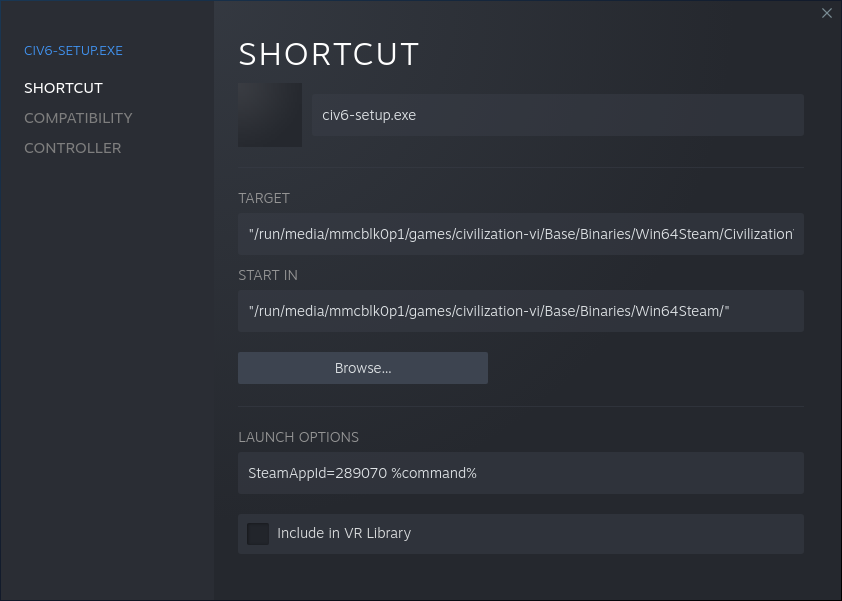 CIV6-SETUP.EXE
SHORTCUT
COMPATIBILITY
CONTROLLER
SHORTCUT
civ6-setup.exe
TARGET
"/run/media/mmcblk0p1/games/civilization-vi/Base/Binaries/Win64Steam/Civilization
START IN
"/run/media/mmcblk0p1/games/civilization-vi/Base/Binaries/Win64Steam/"
Browse...
LAUNCH OPTIONS
SteamAppId=289070 %command%
Include in VR Library